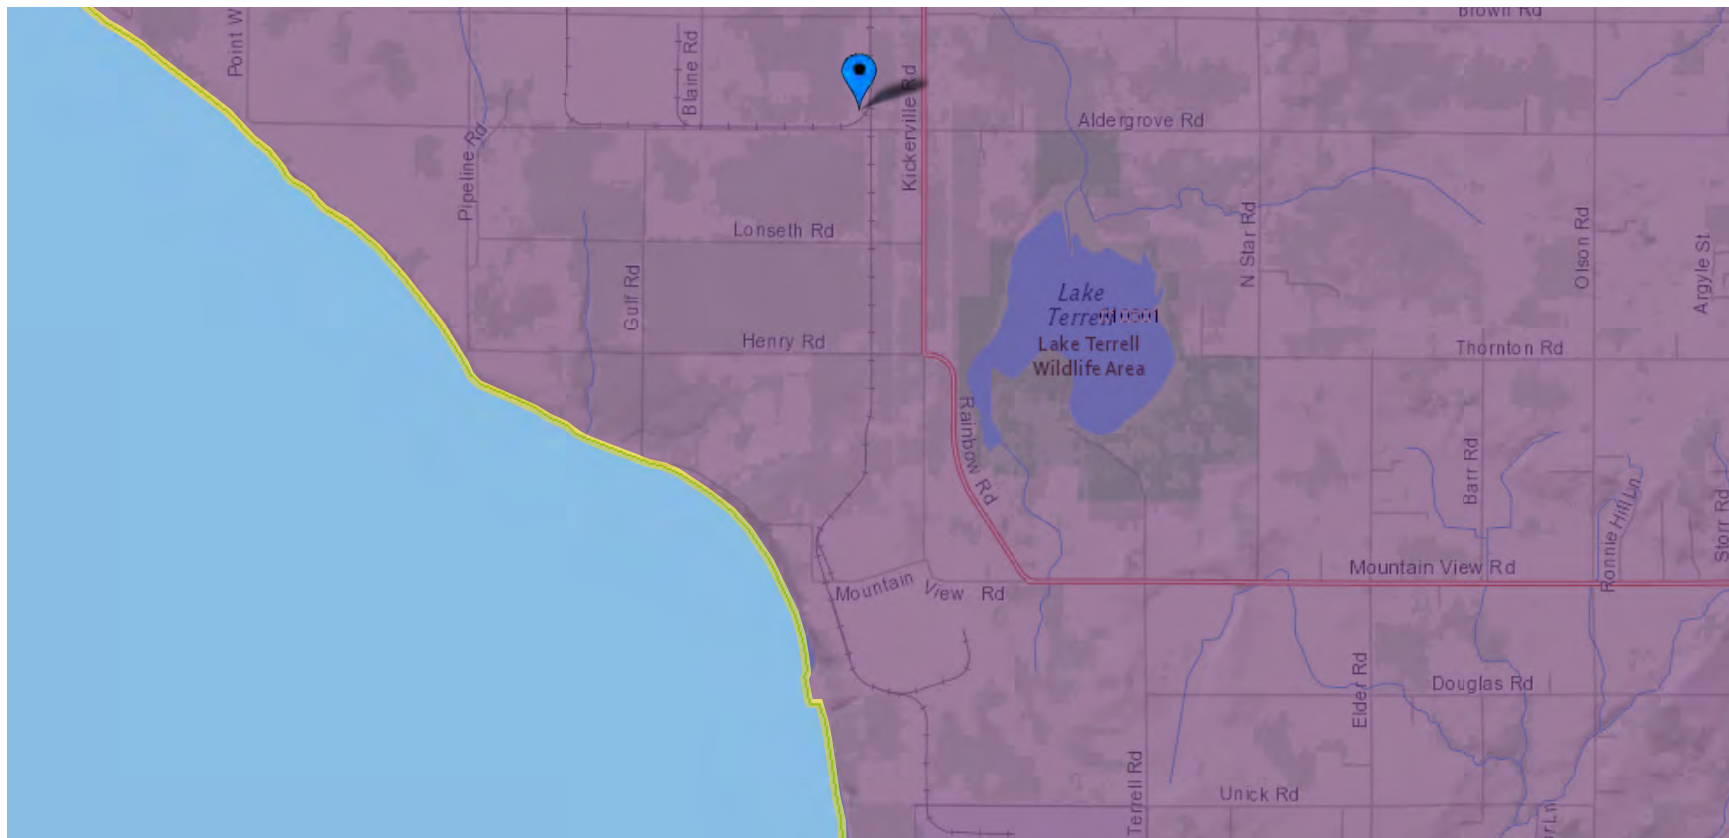 Brown Rd
Point W
Blaine Rd
Kickerville Rd
Aldergrove Rd
Pipeline Rd
Lonseth Rd
N Star Rd
Olson Rd
Argyle St
Gulf Rd
Lake
Terrell
Henry Rd
Lake Terrell
Wildlife Area
Thornton Rd
Rainbow Rd
Barr Rd
Ronnie Hill Ln
Storr Rd
Mountain View Rd
Mountain View Rd
Elder Rd
Douglas Rd
Terrell Rd
Unick Rd